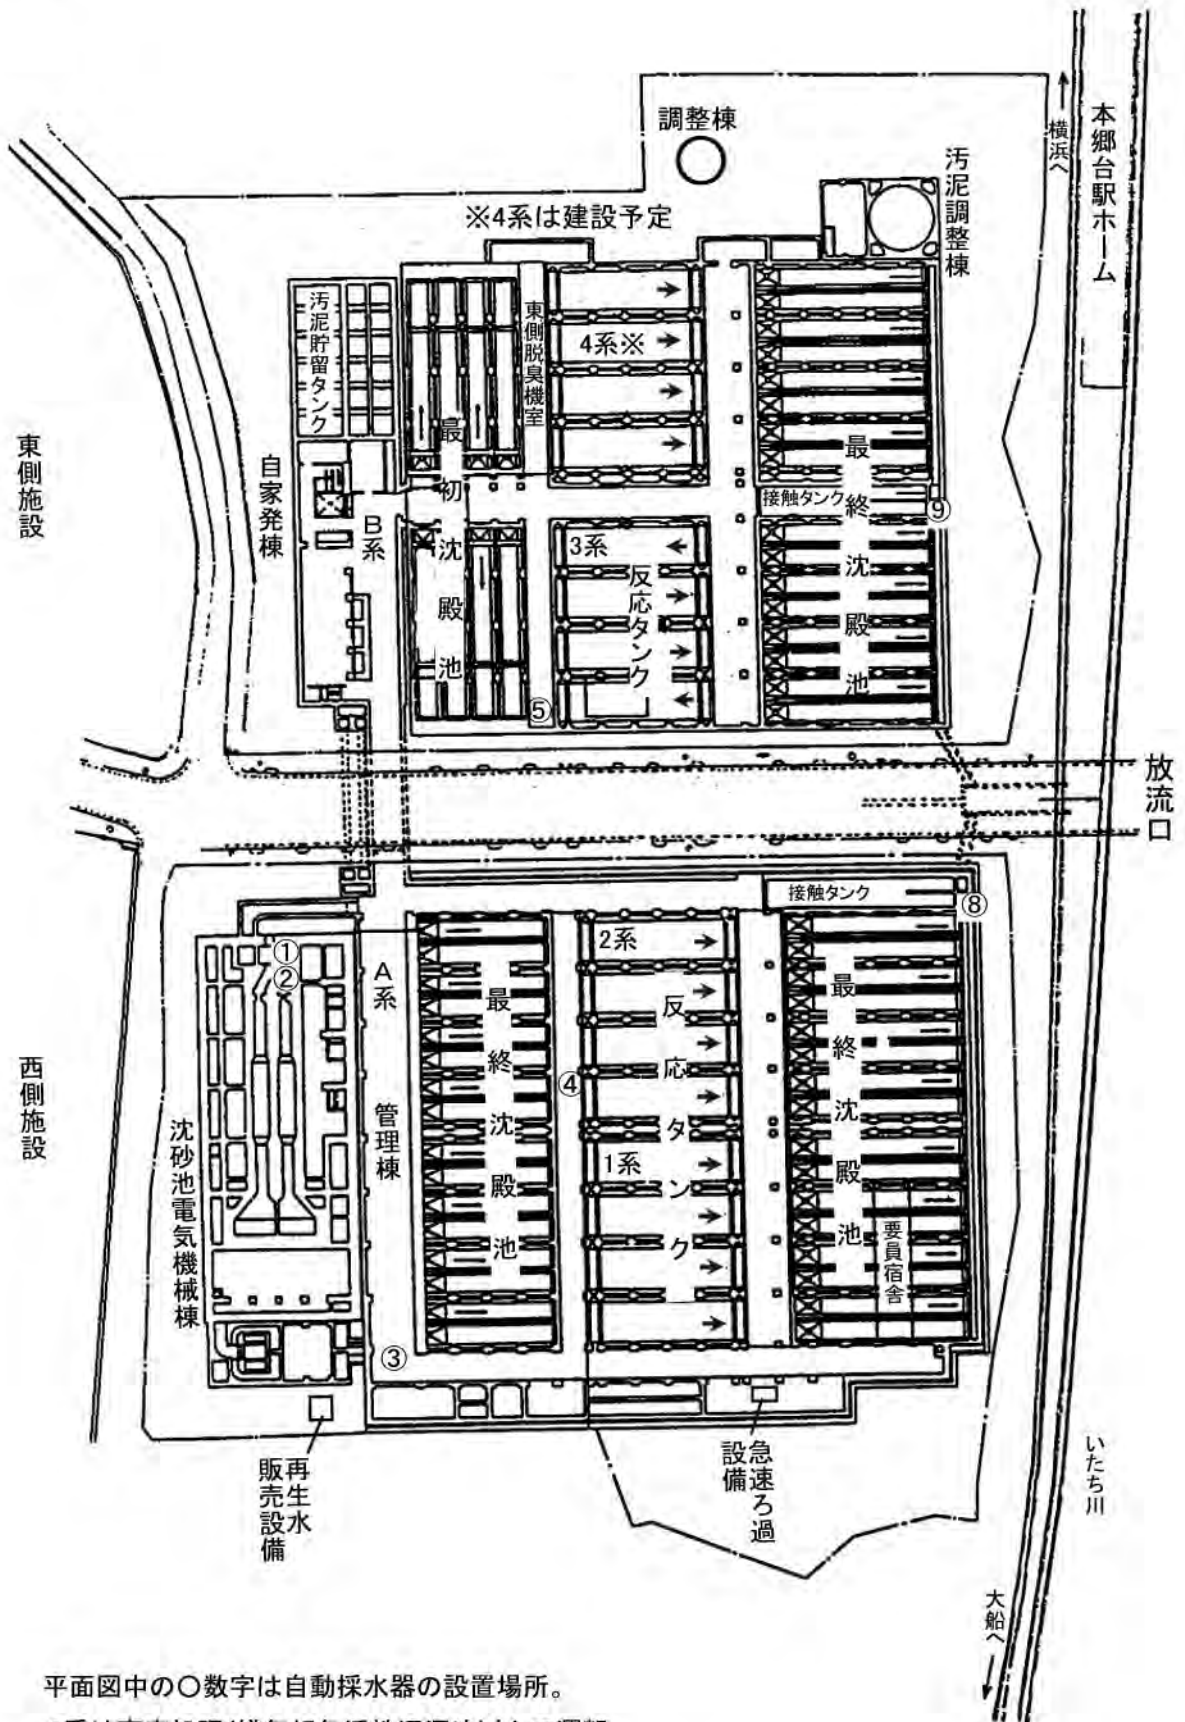 調整棟
※4系は建設予定
汚泥調整棟
横浜へ
本郷台駅ホーム
汚泥貯留タンク
東側脱臭機室
4系※
東側施設
自家発棟
B系
最初沈殿池
3系
反応タンク
接触タンク
最終沈殿池
⑨
⑤
放流口
接触タンク
⑧
①
②
A系
管理棟
最終沈殿池
④
2系
反応タンク
1系
最終沈殿池
要員宿舎
西側施設
沈砂池電気機械棟
③
再生水
販売設備
急速ろ過
設備
いたち川
大船へ
平面図中の〇数字は自動採水器の設置場所。